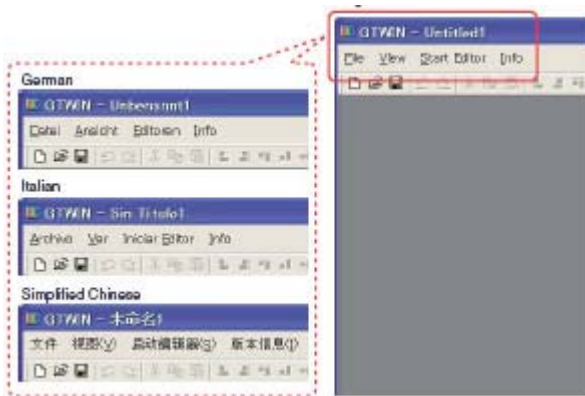 GTWIN - Untitled1
File View Start Editor Info
German
GTWIN - Unbenannt1
Datei Ansicht Editoren Info
Italian
GTWIN - Sin Titulo1
Archivo Ver Iniciar Editor Info
Simplified Chinese
GTWIN - 未命名1
文件 视图(V) 启动编辑器(S) 版本信息(I)